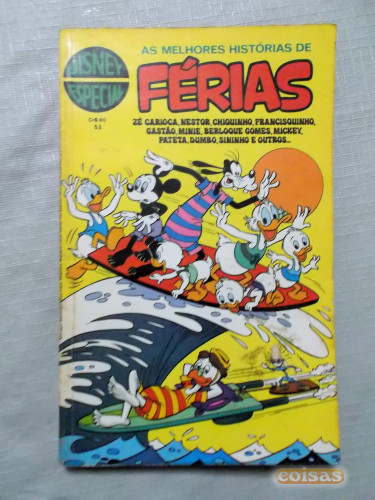 DISNEY
ESPECIAL
AS MELHORES HISTÓRIAS DE
FÉRIAS
ZÉ CARIOCA, NESTOR, CHIQUINHO, FRANCISQUINHO,
GASTÃO, MINIE, BERLOQUE GOMES, MICKEY,
PATETA, DUMBO, SININHO E OUTROS...
coisas